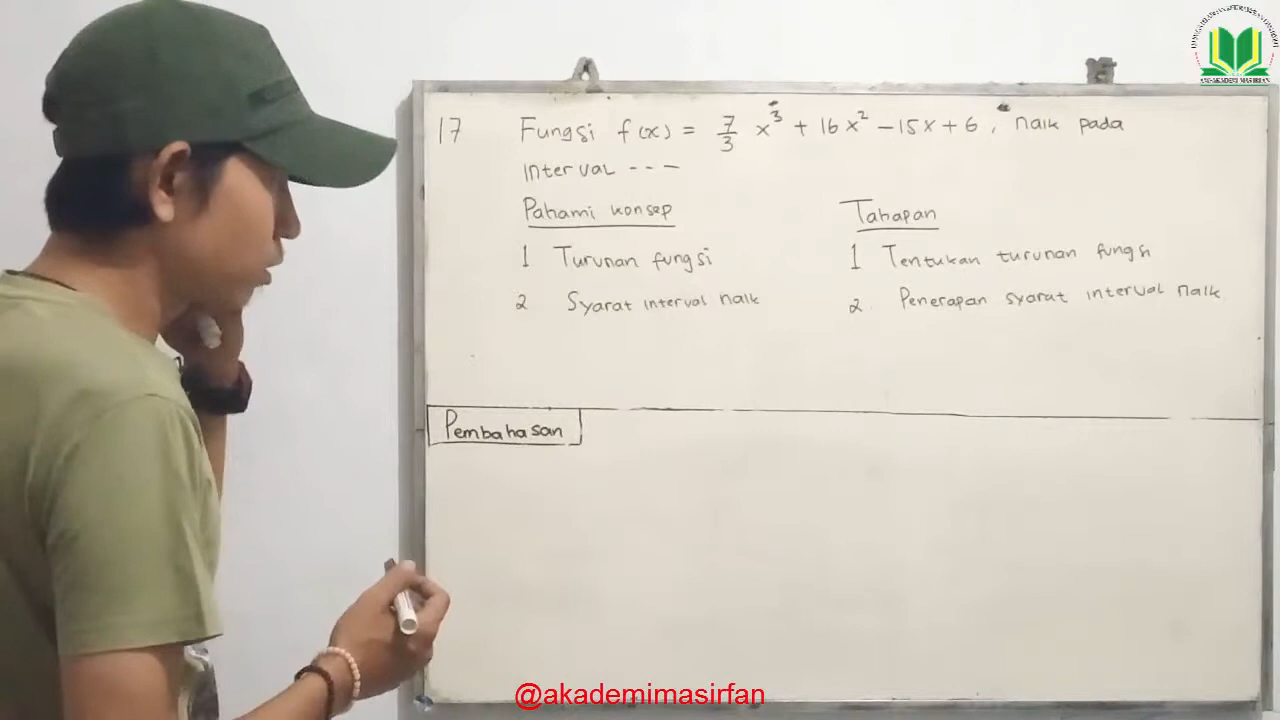 17 Fungsi f(x) = 7/3 x³ + 16x² – 15x + 6, naik pada
interval ---
Pahami konsep
1 Turunan fungsi
2 Syarat interval naik
Tahapan
1 Tentukan turunan fungsi
2 Penerapan syarat interval naik
Pembahasan
@akademimasirfan